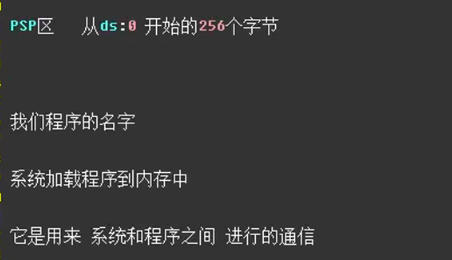 PSP区 从ds:0 开始的256个字节
我们程序的名字
系统加载程序到内存中
它是用来 系统和程序之间 进行的通信